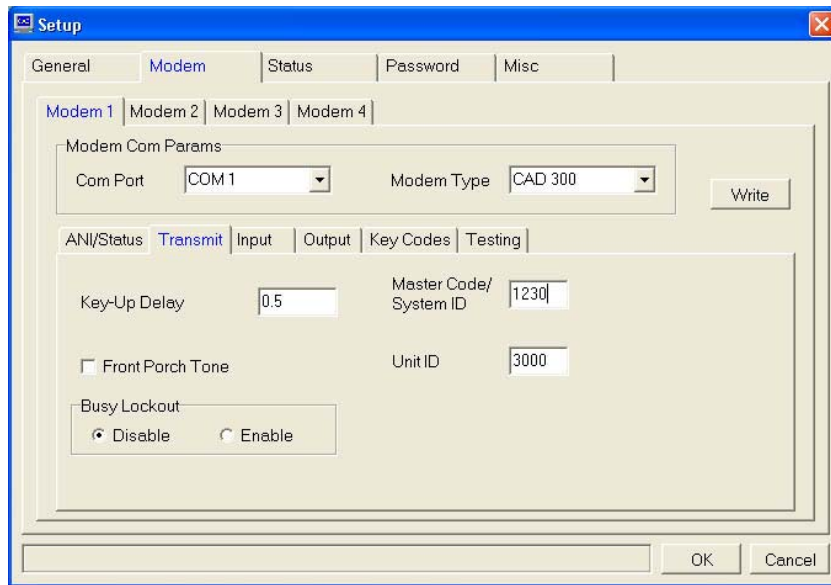 Setup
General Modem Status Password Misc
Modem 1 Modem 2 Modem 3 Modem 4
Modem Com Params
Com Port COM 1 Modem Type CAD 300
Write
ANI/Status Transmit Input Output Key Codes Testing
Key-Up Delay 0.5 Master Code/
System ID 1230
Front Porch Tone Unit ID 3000
Busy Lockout
Disable Enable
OK Cancel